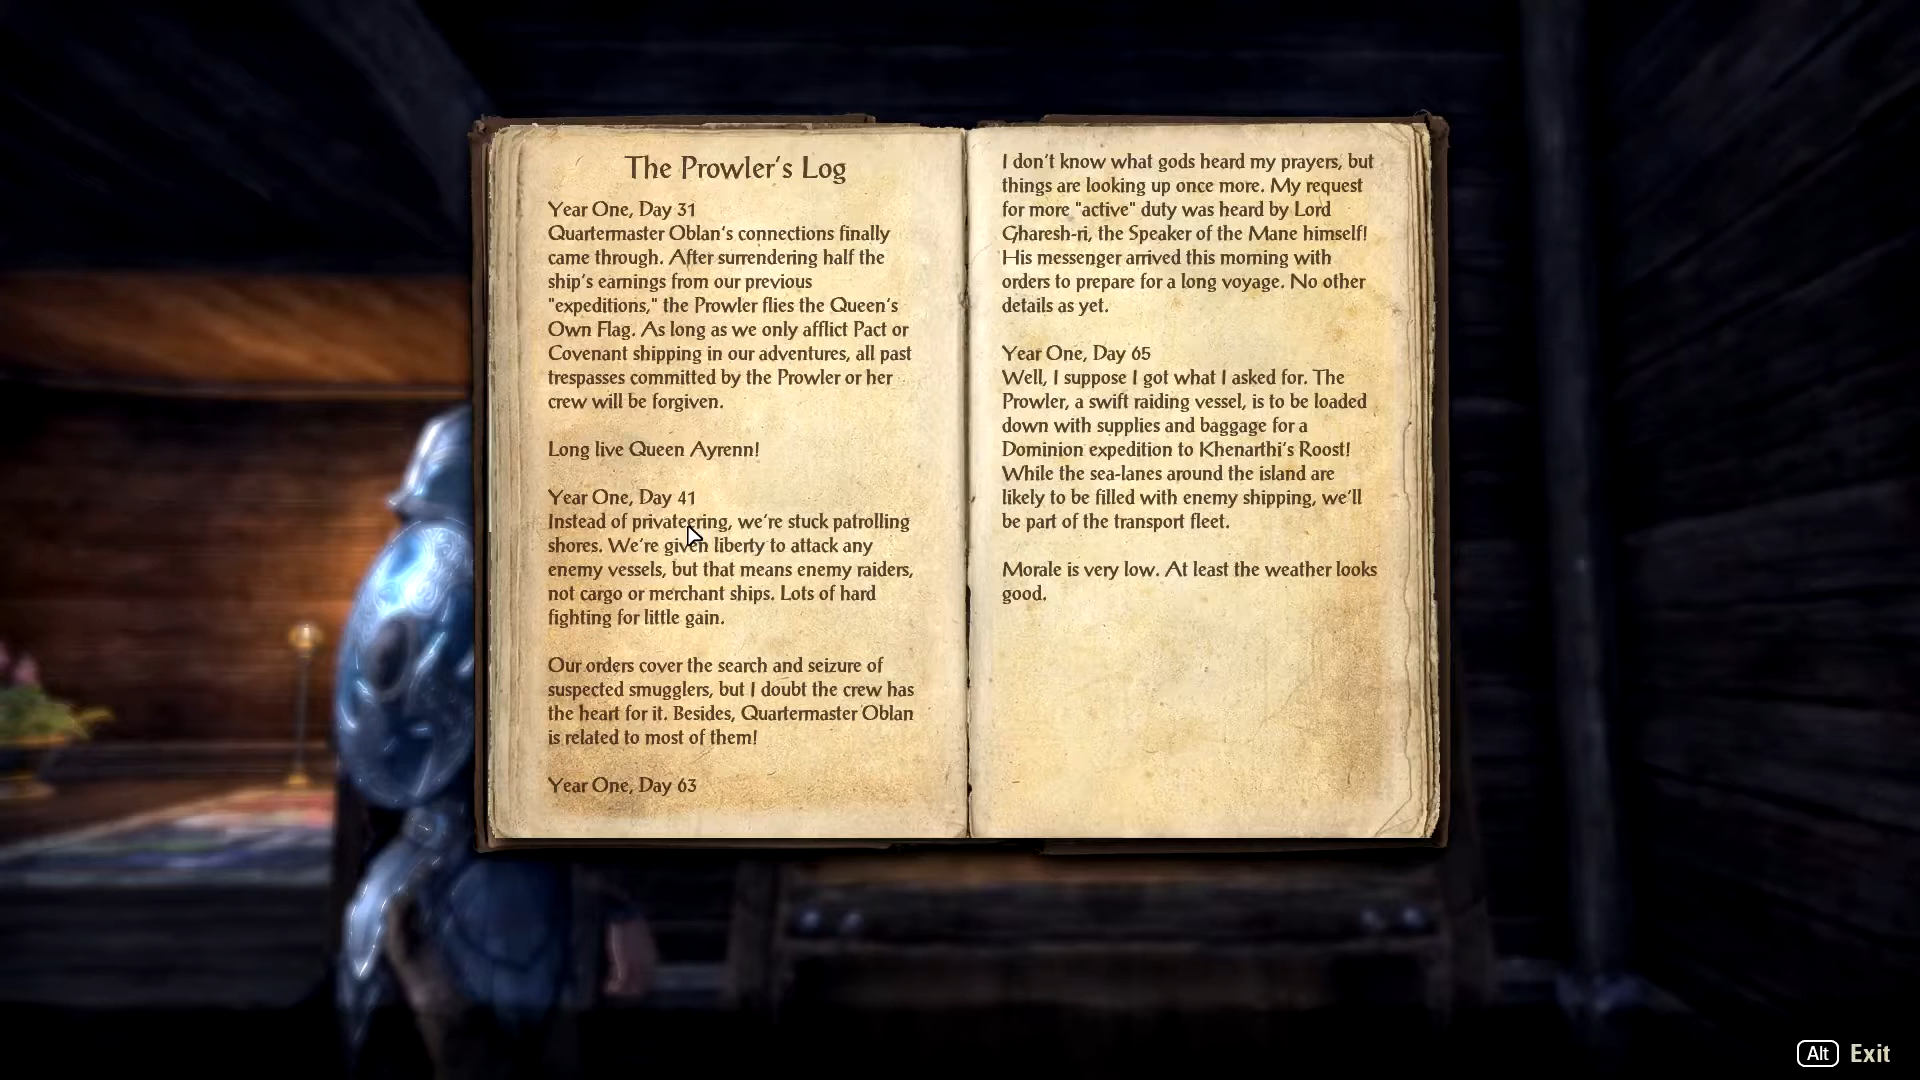 The Prowler's Log
Year One, Day 31
Quartermaster Oblan's connections finally
came through. After surrendering half the
ship's earnings from our previous
"expeditions," the Prowler flies the Queen's
Own Flag. As long as we only afflict Pact or
Covenant shipping in our adventures, all past
trespasses committed by the Prowler or her
crew will be forgiven.
Long live Queen Ayrenn!
Year One, Day 41
Instead of privateering, we're stuck patrolling
shores. We're given liberty to attack any
enemy vessels, but that means enemy raiders,
not cargo or merchant ships. Lots of hard
fighting for little gain.
Our orders cover the search and seizure of
suspected smugglers, but I doubt the crew has
the heart for it. Besides, Quartermaster Oblan
is related to most of them!
Year One, Day 63
I don't know what gods heard my prayers, but
things are looking up once more. My request
for more "active" duty was heard by Lord
Gharesh-ri, the Speaker of the Mane himself!
His messenger arrived this morning with
orders to prepare for a long voyage. No other
details as yet.
Year One, Day 65
Well, I suppose I got what I asked for. The
Prowler, a swift raiding vessel, is to be loaded
down with supplies and baggage for a
Dominion expedition to Khenarthi's Roost!
While the sea-lanes around the island are
likely to be filled with enemy shipping, we'll
be part of the transport fleet.
Morale is very low. At least the weather looks
good.
Alt Exit